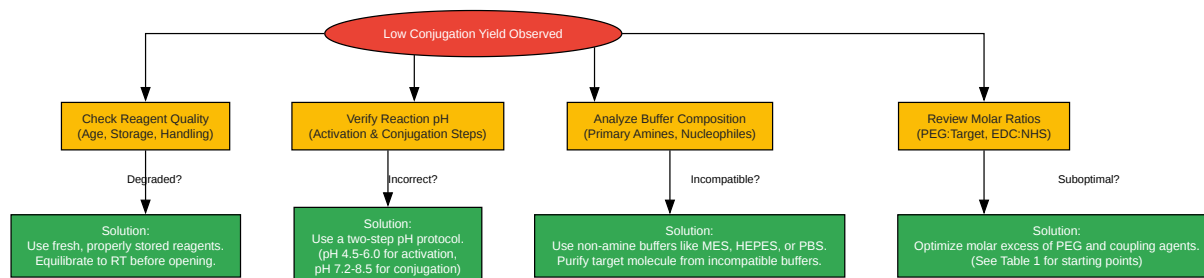 Low Conjugation Yield Observed
Check Reagent Quality
(Age, Storage, Handling)
Verify Reaction pH
(Activation & Conjugation Steps)
Analyze Buffer Composition
(Primary Amines, Nucleophiles)
Review Molar Ratios
(PEG:Target, EDC:NHS)
Degraded?
Incorrect?
Incompatible?
Suboptimal?
Solution:
Use fresh, properly stored reagents.
Equilibrate to RT before opening.
Solution:
Use a two-step pH protocol.
(pH 4.5-6.0 for activation,
pH 7.2-8.5 for conjugation)
Solution:
Use non-amine buffers like MES, HEPES, or PBS.
Purify target molecule from incompatible buffers.
Solution:
Optimize molar excess of PEG and coupling agents.
(See Table 1 for starting points)